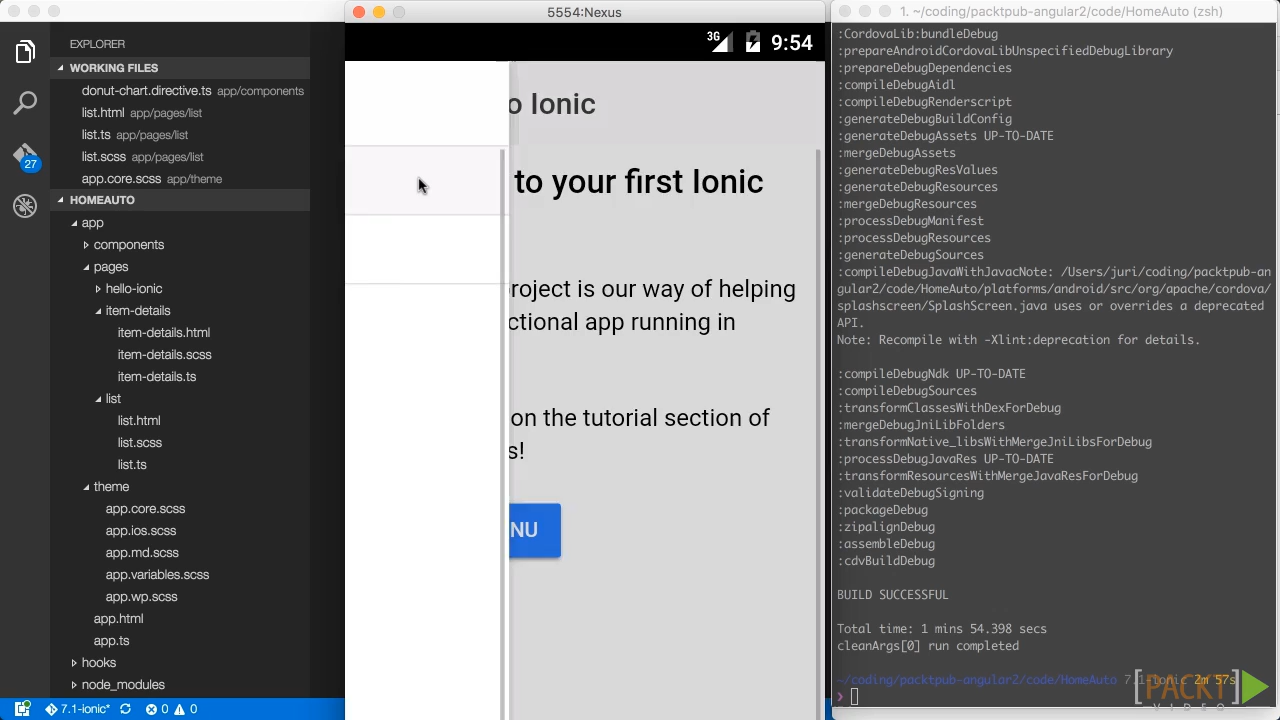 EXPLORER
WORKING FILES
donut-chart.directive.ts app/components
list.html app/pages/list
list.ts app/pages/list
list.scss app/pages/list
app.core.scss app/theme
27
HOMEAUTO
app
components
pages
hello-ionic
item-details
item-details.html
item-details.scss
item-details.ts
list
list.html
list.scss
list.ts
theme
app.core.scss
app.ios.scss
app.md.scss
app.variables.scss
app.wp.scss
app.html
app.ts
hooks
node_modules
7.1-ionic* 0 0
5554:Nexus
3G 9:54
o Ionic
to your first Ionic
roject is our way of helping
ctional app running in
on the tutorial section of
s!
NU
1. ~/coding/packtpub-angular2/code/HomeAuto (zsh)
:CordovaLib:bundleDebug
:prepareAndroidCordovaLibUnspecifiedDebugLibrary
:prepareDebugDependencies
:compileDebugAidl
:compileDebugRenderscript
:generateDebugBuildConfig
:generateDebugAssets UP-TO-DATE
:mergeDebugAssets
:generateDebugResValues
:generateDebugResources
:mergeDebugResources
:processDebugManifest
:processDebugResources
:generateDebugSources
:compileDebugJavaWithJavacNote: /Users/juri/coding/packtpub-an
gular2/code/HomeAuto/platforms/android/src/org/apache/cordova/
splashscreen/SplashScreen.java uses or overrides a deprecated
API.
Note: Recompile with -Xlint:deprecation for details.
:compileDebugNdk UP-TO-DATE
:compileDebugSources
:transformClassesWithDexForDebug
:mergeDebugJniLibFolders
:transformNative_libsWithMergeJniLibsForDebug
:processDebugJavaRes UP-TO-DATE
:transformResourcesWithMergeJavaResForDebug
:validateDebugSigning
:packageDebug
:zipalignDebug
:assembleDebug
:cdvBuildDebug
BUILD SUCCESSFUL
Total time: 1 mins 54.398 secs
cleanArgs[0] run completed
~/coding/packtpub-angular2/code/HomeAuto 7.1-ionic 2m 57s
❯
[PACKT]
VIDEO